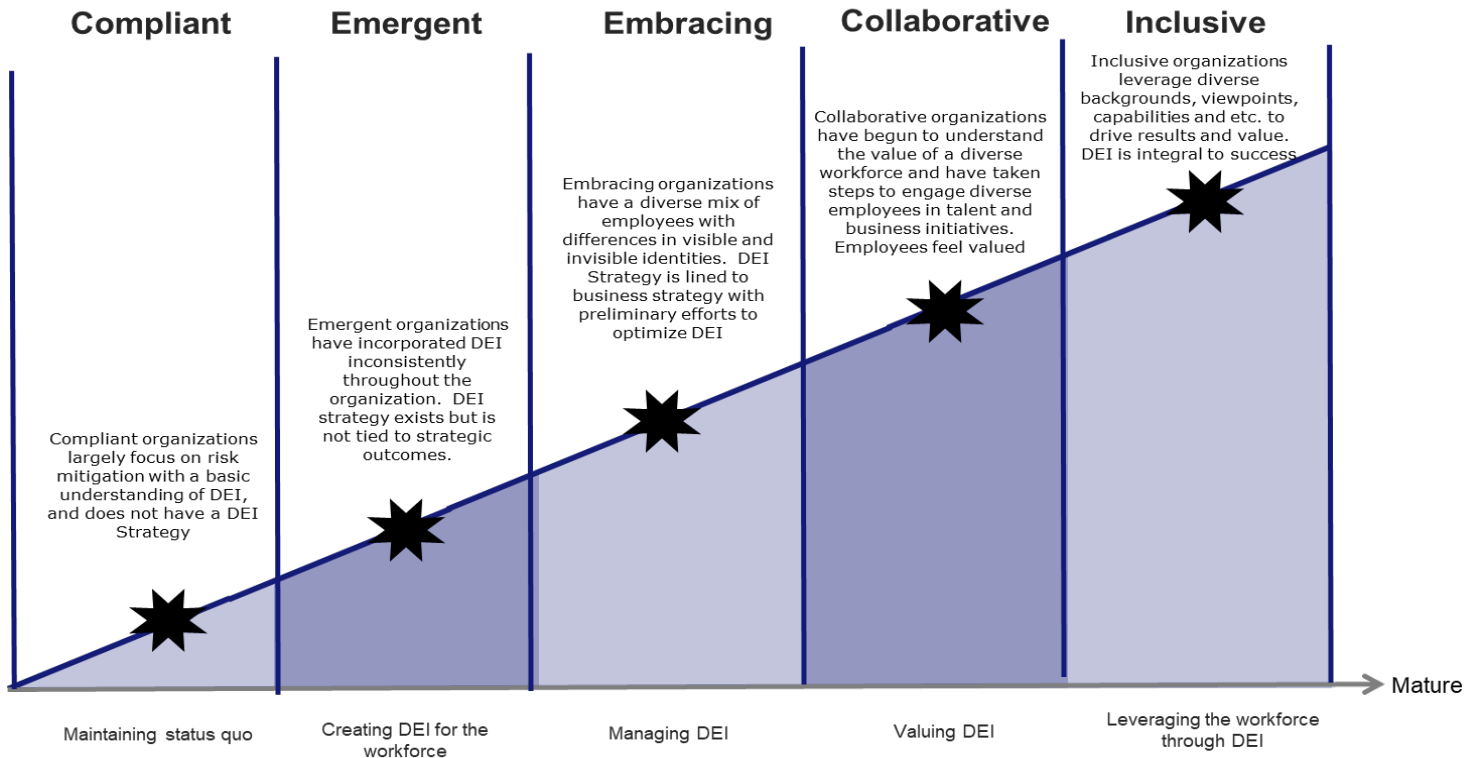 Compliant
Emergent
Embracing
Collaborative
Inclusive
Compliant organizations
largely focus on risk
mitigation with a basic
understanding of DEI,
and does not have a DEI
Strategy
Emergent organizations
have incorporated DEI
inconsistently
throughout the
organization.  DEI
strategy exists but is
not tied to strategic
outcomes.
Embracing organizations
have a diverse mix of
employees with
differences in visible and
invisible identities.  DEI
Strategy is lined to
business strategy with
preliminary efforts to
optimize DEI
Collaborative organizations
have begun to understand
the value of a diverse
workforce and have taken
steps to engage diverse
employees in talent and
business initiatives.
Employees feel valued
Inclusive organizations
leverage diverse
backgrounds, viewpoints,
capabilities and etc. to
drive results and value.
DEI is integral to success
Mature
Maintaining status quo
Creating DEI for the
workforce
Managing DEI
Valuing DEI
Leveraging the workforce
through DEI